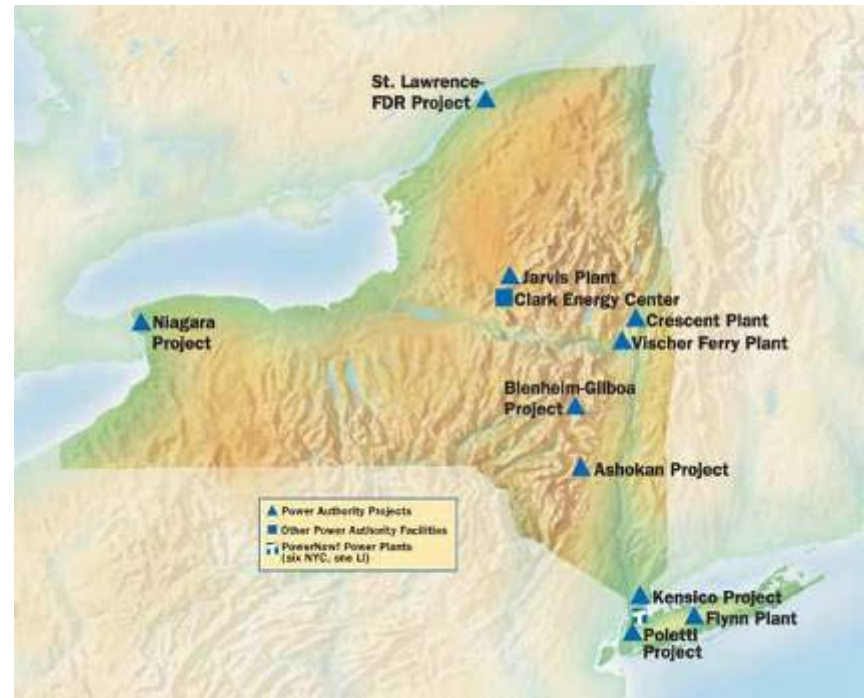 St. Lawrence-
FDR Project
Jarvis Plant
Clark Energy Center
Niagara
Project
Crescent Plant
Vischer Ferry Plant
Blenheim-Gilboa
Project
Ashokan Project
Power Authority Projects
Other Power Authority Facilities
PowerNow! Power Plants
(six NYC, one LI)
Kensico Project
Flynn Plant
Poletti
Project